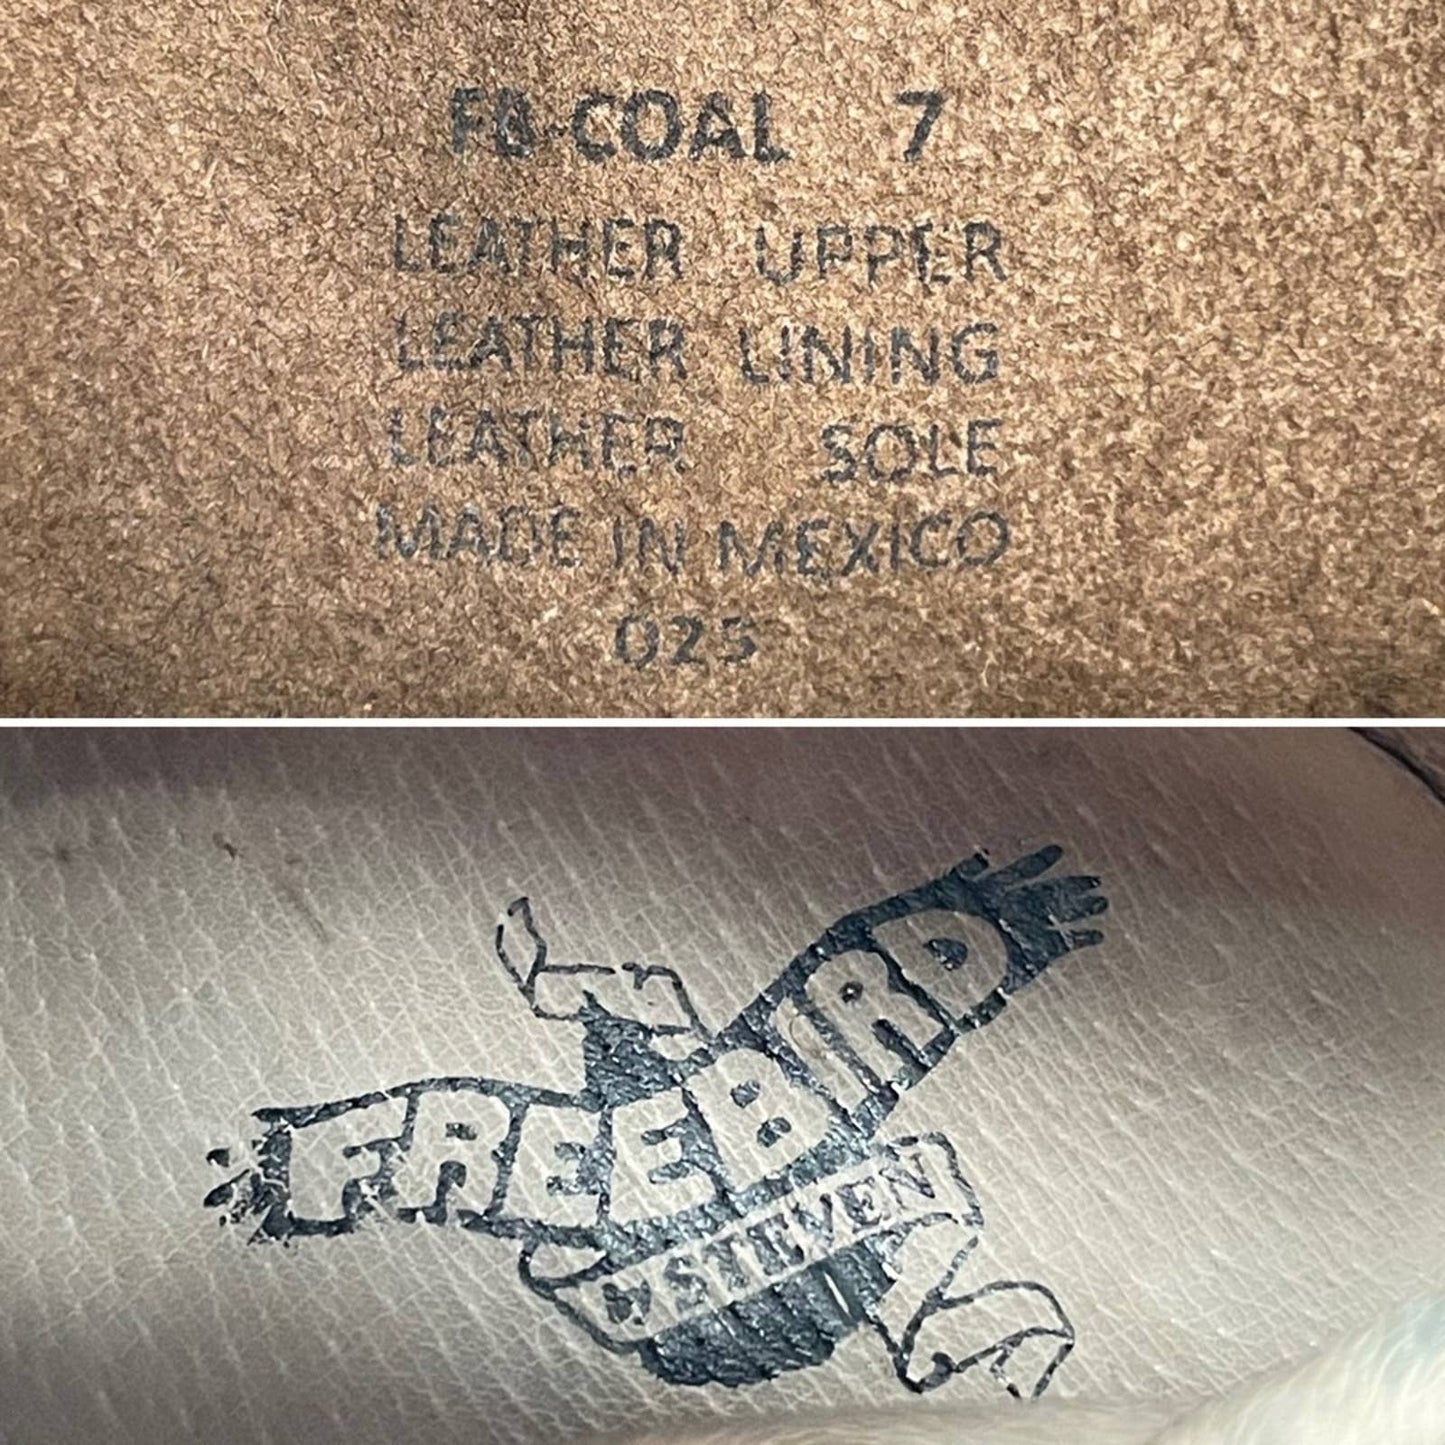 FB-COAL 7
LEATHER UPPER
LEATHER LINING
LEATHER SOLE
MADE IN MEXICO
025
FREEBIRD
BY STEVEN